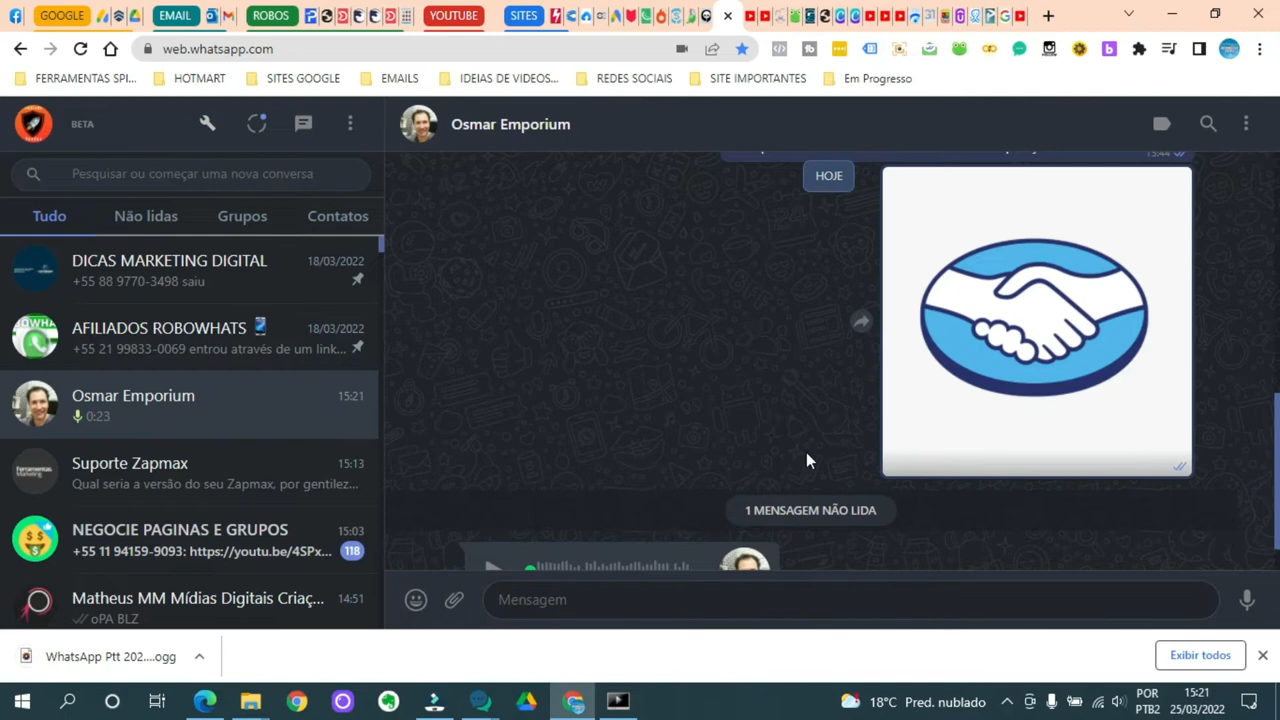 GOOGLE
EMAIL
ROBOS
YOUTUBE
SITES
web.whatsapp.com
FERRAMENTAS SPI...
HOTMART
SITES GOOGLE
EMAILS
IDEIAS DE VIDEOS...
REDES SOCIAIS
SITE IMPORTANTES
Em Progresso
BETA
Osmar Emporium
Pesquisar ou começar uma nova conversa
Tudo
Não lidas
Grupos
Contatos
DICAS MARKETING DIGITAL
18/03/2022
+55 88 9770-3498 saiu
AFILIADOS ROBOWHATS
18/03/2022
+55 21 99833-0069 entrou através de um link...
Osmar Emporium
15:21
0:23
Suporte Zapmax
15:13
Qual seria a versão do seu Zapmax, por gentilez...
NEGOCIE PAGINAS E GRUPOS
15:03
+55 11 94159-9093: https://youtu.be/4SPx...
118
Matheus MM Mídias Digitais Criaç...
14:51
oPA BLZ
15:44
HOJE
1 MENSAGEM NÃO LIDA
Mensagem
WhatsApp Ptt 202....ogg
Exibir todos
18°C Pred. nublado
POR
PTB2
15:21
25/03/2022